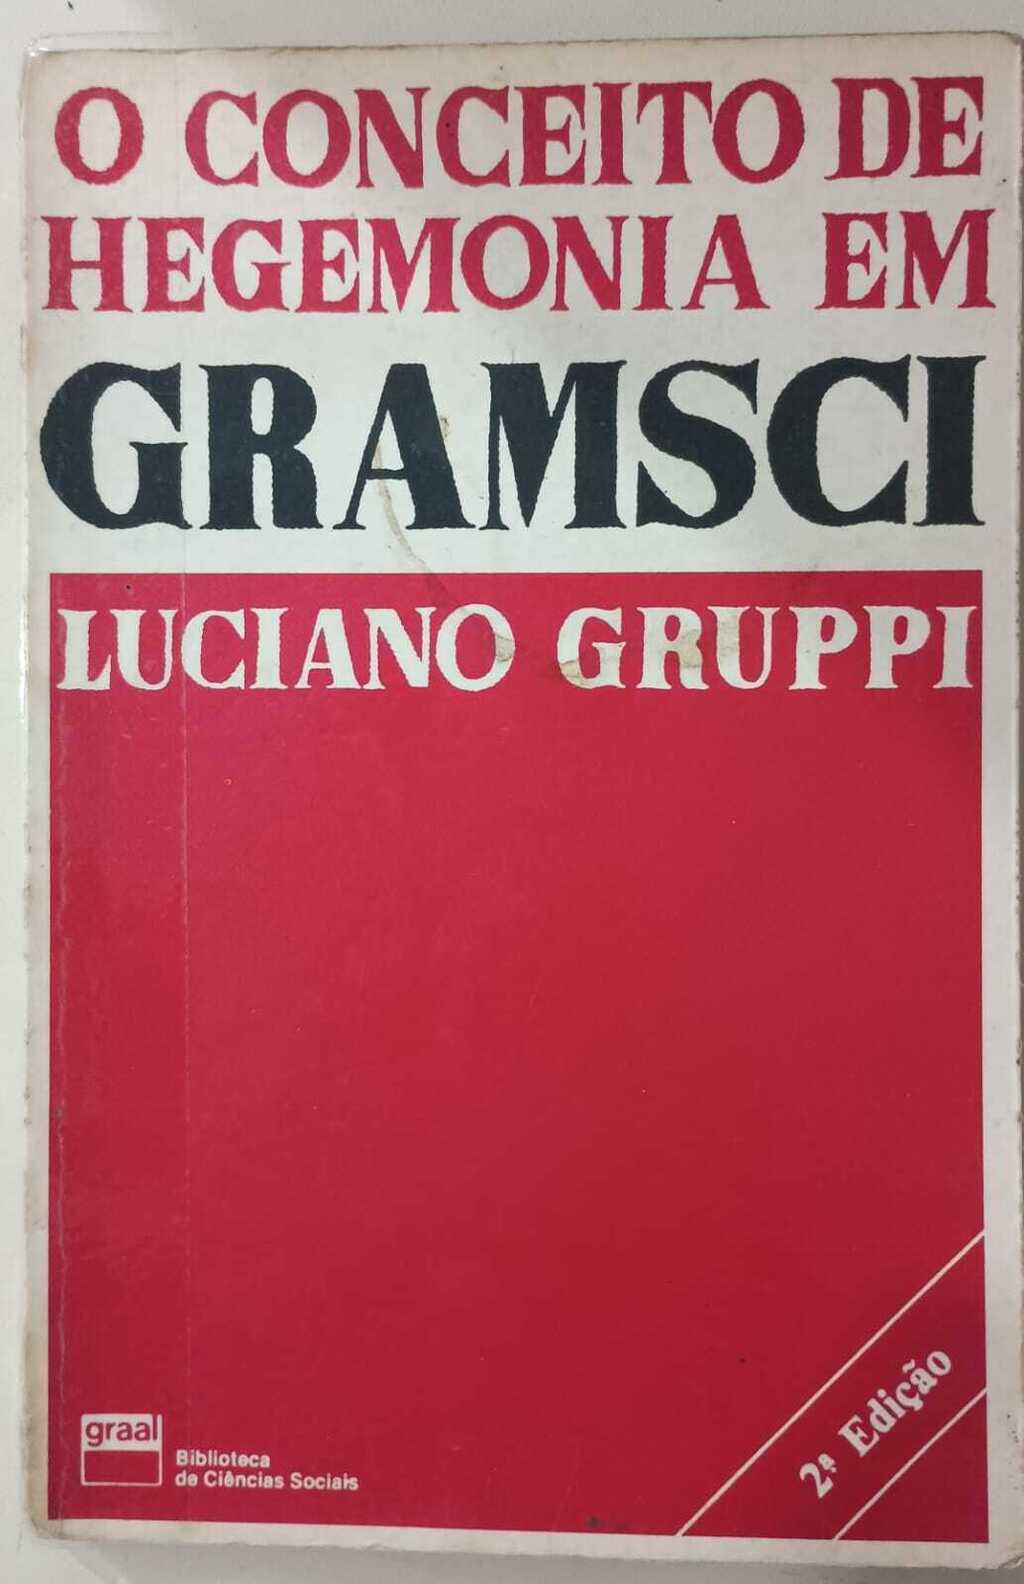 O CONCEITO DE
HEGEMONIA EM
GRAMSCI
LUCIANO GRUPPI
2ª Edição
graal
Biblioteca
de Ciências Sociais